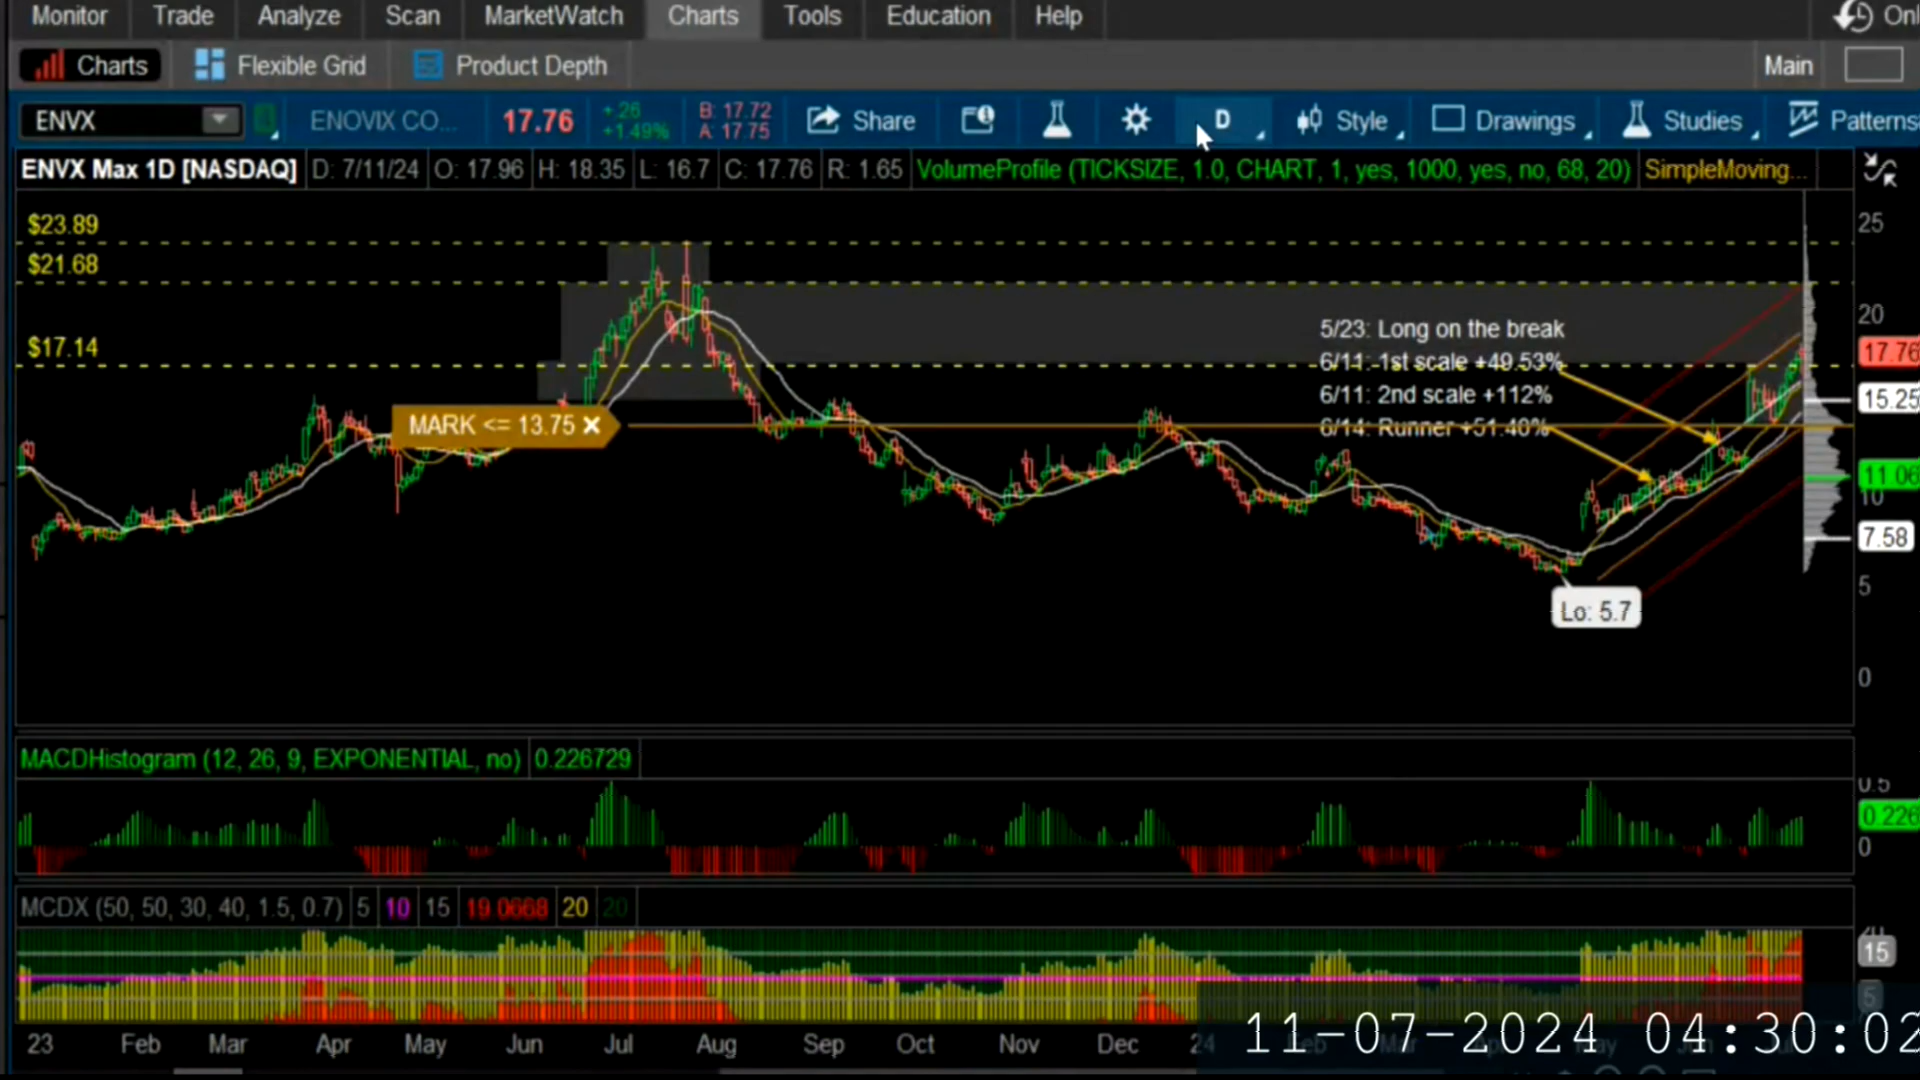 Monitor Trade Analyze Scan MarketWatch Charts Tools Education Help
Charts Flexible Grid Product Depth Main
ENVX ENOVIX CO... 17.76 +.26 +1.49% B: 17.72 A: 17.75 Share D Style Drawings Studies Patterns
ENVX Max 1D [NASDAQ] D: 7/11/24 O: 17.96 H: 18.35 L: 16.7 C: 17.76 R: 1.65 VolumeProfile (TICKSIZE, 1.0, CHART, 1, yes, 1000, yes, no, 68, 20) SimpleMoving...
$23.89
25
$21.68
20
5/23: Long on the break
$17.14
17.76
6/11: 1st scale +49.53%
6/11: 2nd scale +112%
15.25
MARK <= 13.75
6/14: Runner +51.40%
11.06
10
7.58
5
Lo: 5.7
0
MACDHistogram (12, 26, 9, EXPONENTIAL, no) 0.226729
0.5
0.226
0
MCDX (50, 50, 30, 40, 1.5, 0.7) 5 10 15 19.0668 20 20
15
5
23 Feb Mar Apr May Jun Jul Aug Sep Oct Nov Dec 24 Feb Mar May
11-07-2024 04:30:02